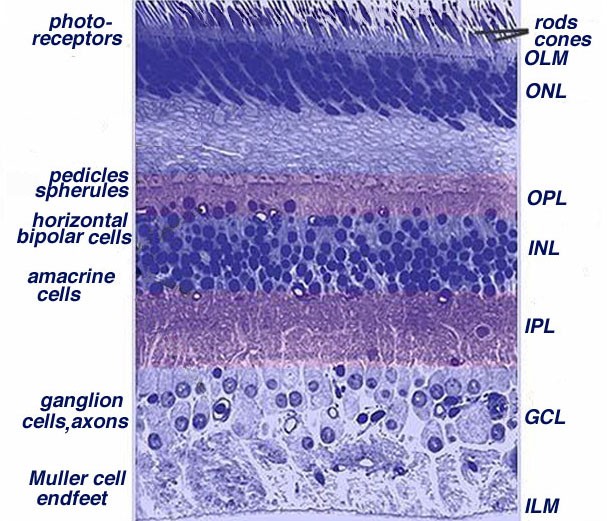 photo-
receptors
rods
cones
OLM
ONL
pedicles
spherules
OPL
horizontal
bipolar cells
INL
amacrine
cells
IPL
ganglion
cells,axons
GCL
Muller cell
endfeet
ILM